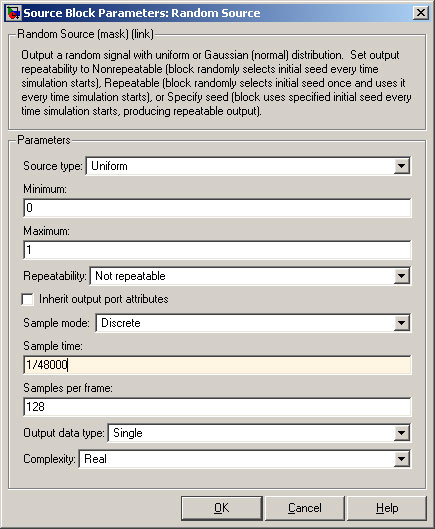 Source Block Parameters: Random Source
Random Source (mask) (link)
Output a random signal with uniform or Gaussian (normal) distribution.  Set output
repeatability to Nonrepeatable (block randomly selects initial seed every time
simulation starts), Repeatable (block randomly selects initial seed once and uses it
every time simulation starts), or Specify seed (block uses specified initial seed every
time simulation starts, producing repeatable output).
Parameters
Source type: Uniform
Minimum:
0
Maximum:
1
Repeatability: Not repeatable
Inherit output port attributes
Sample mode: Discrete
Sample time:
1/48000
Samples per frame:
128
Output data type: Single
Complexity: Real
OK Cancel Help